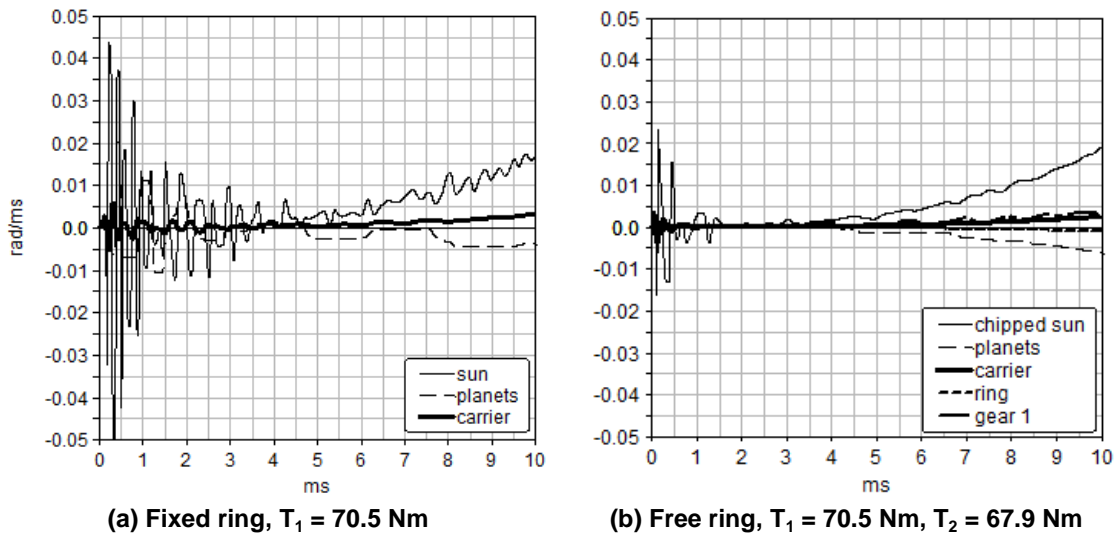 0.05
0.04
0.03
0.02
0.01
0.0
-0.01
-0.02
-0.03
-0.04
-0.05
rad/ms
0 1 2 3 4 5 6 7 8 9 10
ms
sun
planets
carrier
(a) Fixed ring, T₁ = 70.5 Nm
0.05
0.04
0.03
0.02
0.01
0.0
-0.01
-0.02
-0.03
-0.04
-0.05
0 1 2 3 4 5 6 7 8 9 10
ms
chipped sun
planets
carrier
ring
gear 1
(b) Free ring, T₁ = 70.5 Nm, T₂ = 67.9 Nm